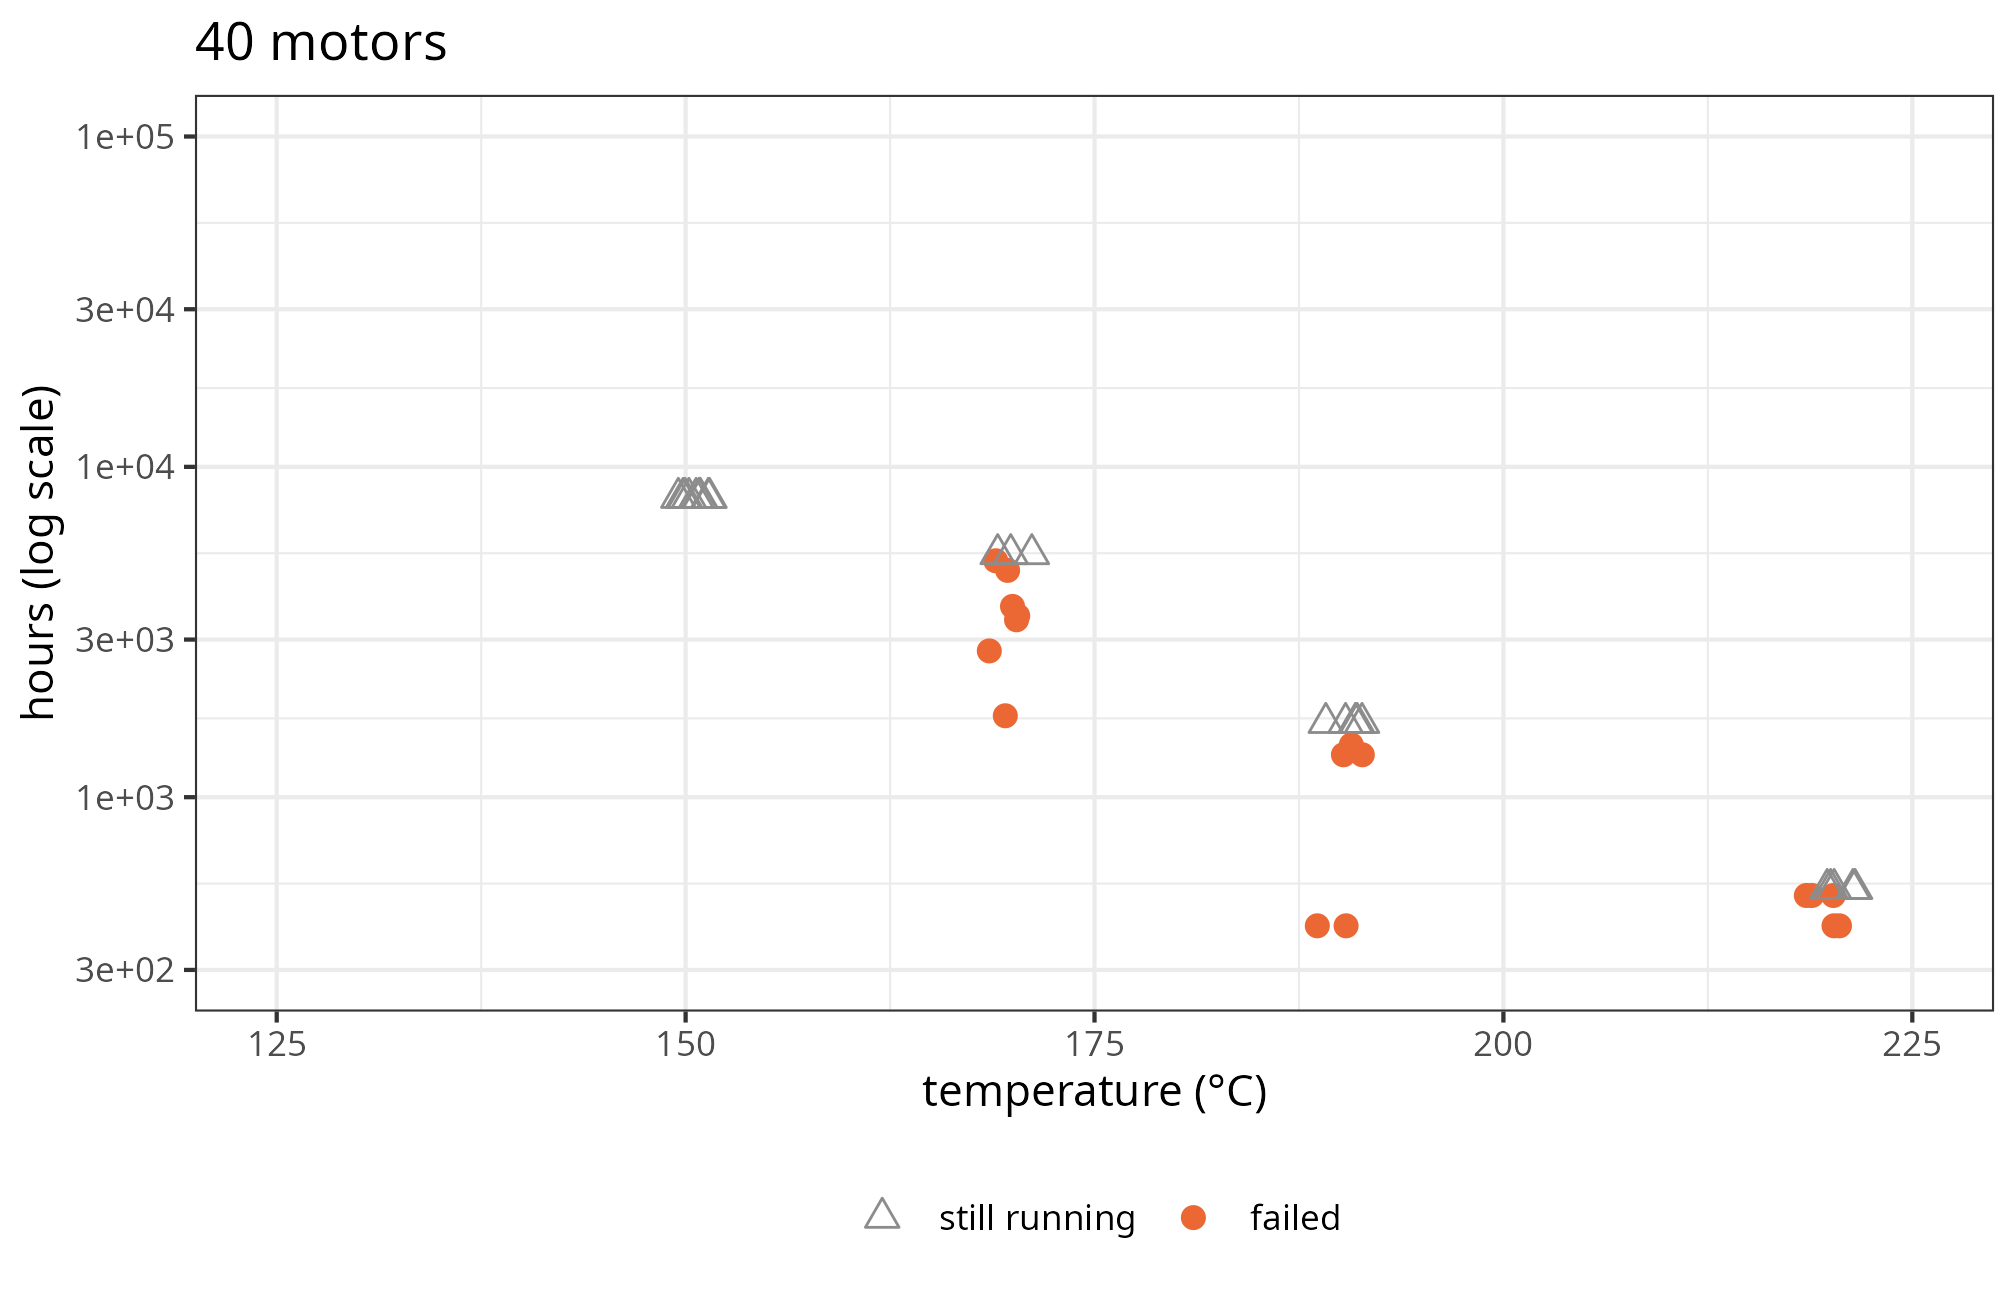 40 motors
hours (log scale)
1e+05
3e+04
1e+04
3e+03
1e+03
3e+02
125 150 175 200 225
temperature (°C)
still running failed